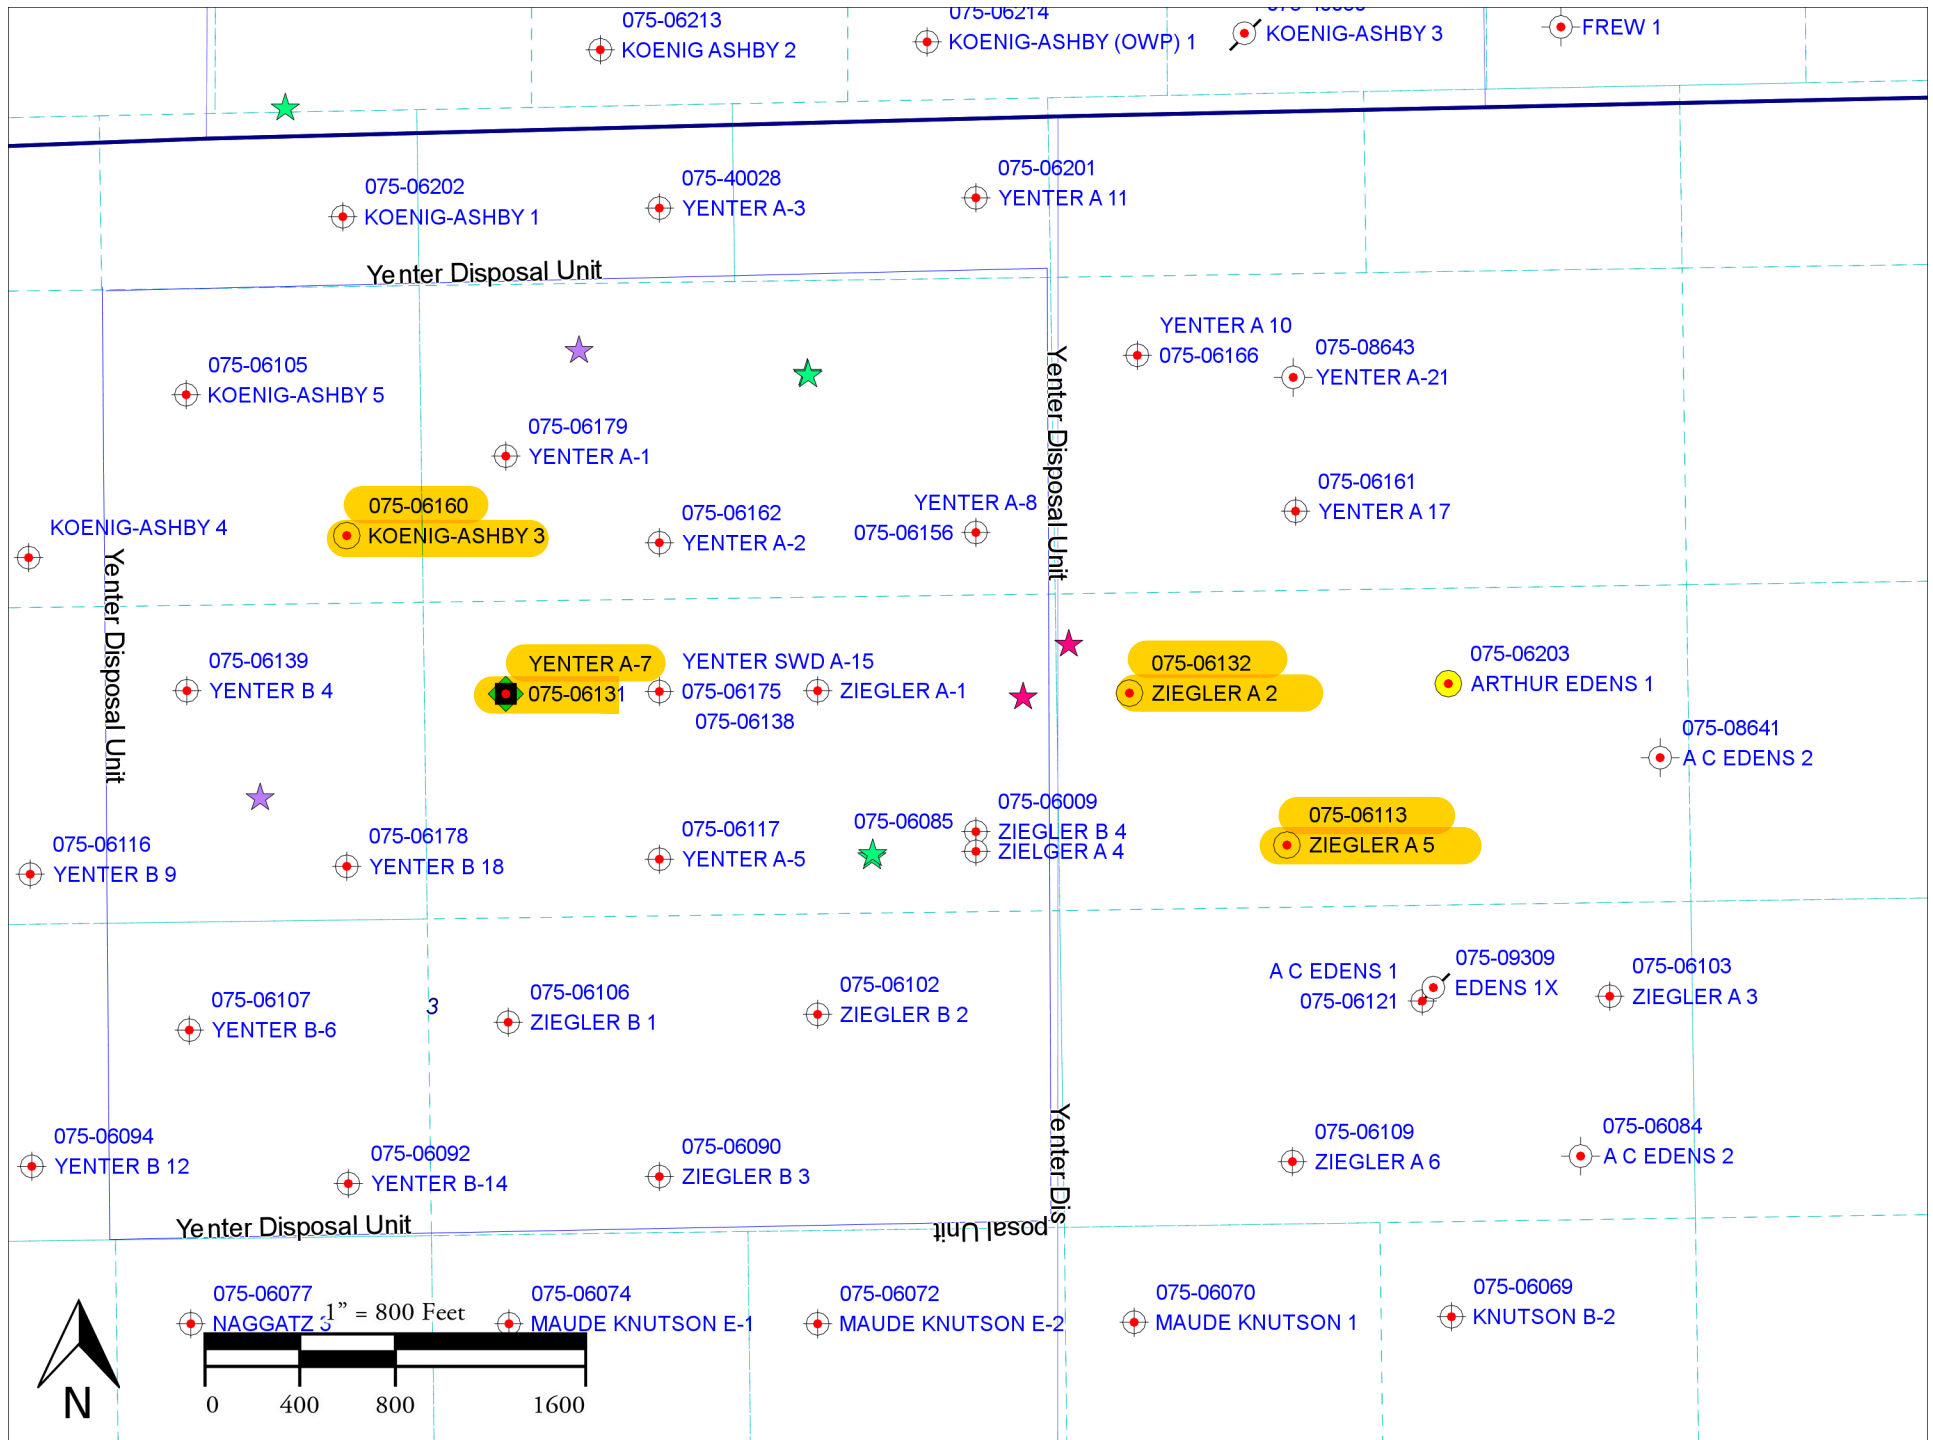 075-06213
KOENIG ASHBY 2
075-06214
KOENIG-ASHBY (OWP) 1
KOENIG-ASHBY 3
FREW 1
075-06202
KOENIG-ASHBY 1
075-40028
YENTER A-3
075-06201
YENTER A 11
Yenter Disposal Unit
075-06105
KOENIG-ASHBY 5
075-06179
YENTER A-1
YENTER A 10
075-06166
075-08643
YENTER A-21
Yenter Disposal Unit
075-06160
KOENIG-ASHBY 3
075-06162
YENTER A-2
YENTER A-8
075-06156
075-06161
YENTER A 17
KOENIG-ASHBY 4
Yenter Disposal Unit
075-06139
YENTER B 4
YENTER A-7
075-06131
YENTER SWD A-15
075-06175
075-06138
ZIEGLER A-1
075-06132
ZIEGLER A 2
075-06203
ARTHUR EDENS 1
075-08641
A C EDENS 2
075-06116
YENTER B 9
075-06178
YENTER B 18
075-06117
YENTER A-5
075-06085
075-06009
ZIEGLER B 4
ZIELGER A 4
075-06113
ZIEGLER A 5
075-06107
YENTER B-6
3
075-06106
ZIEGLER B 1
075-06102
ZIEGLER B 2
A C EDENS 1
075-06121
075-09309
EDENS 1X
075-06103
ZIEGLER A 3
075-06094
YENTER B 12
075-06092
YENTER B-14
075-06090
ZIEGLER B 3
Yenter Dis
posal Unit
075-06109
ZIEGLER A 6
075-06084
A C EDENS 2
Yenter Disposal Unit
075-06077
NAGGATZ 3
075-06074
MAUDE KNUTSON E-1
075-06072
MAUDE KNUTSON E-2
075-06070
MAUDE KNUTSON 1
075-06069
KNUTSON B-2
1” = 800 Feet
0 400 800 1600
N